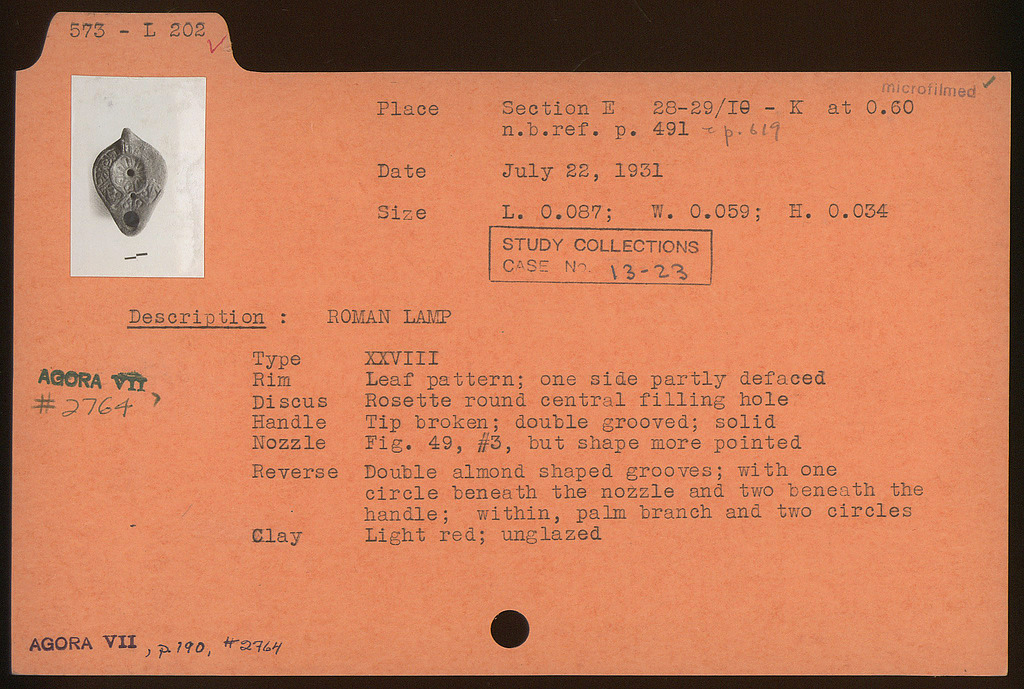 573 - L 202
microfilmed
Place Section E 28-29/IΘ - K at 0.60
n.b.ref. p. 491 - p. 619
Date July 22, 1931
Size L. 0.087; W. 0.059; H. 0.034
STUDY COLLECTIONS
CASE No. 13-23
Description : ROMAN LAMP
Type XXVIII
AGORA VII,
# 2764
Rim Leaf pattern; one side partly defaced
Discus Rosette round central filling hole
Handle Tip broken; double grooved; solid
Nozzle Fig. 49, #3, but shape more pointed
Reverse Double almond shaped grooves; with one
circle beneath the nozzle and two beneath the
handle; within, palm branch and two circles
Clay Light red; unglazed
AGORA VII, p. 190, #2764